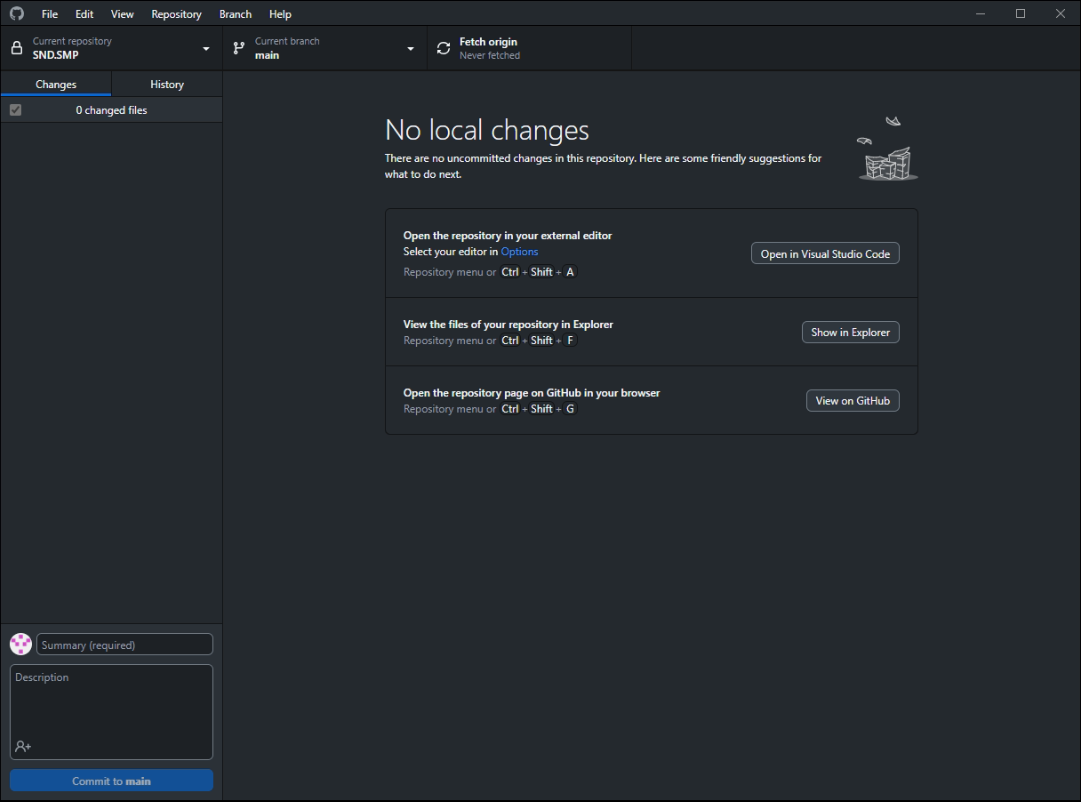 File Edit View Repository Branch Help
Current repository
SND.SMP
Current branch
main
Fetch origin
Never fetched
Changes
History
0 changed files
No local changes
There are no uncommitted changes in this repository. Here are some friendly suggestions for
what to do next.
Open the repository in your external editor
Select your editor in Options
Repository menu or Ctrl + Shift + A
Open in Visual Studio Code
View the files of your repository in Explorer
Repository menu or Ctrl + Shift + F
Show in Explorer
Open the repository page on GitHub in your browser
Repository menu or Ctrl + Shift + G
View on GitHub
Summary (required)
Description
Commit to main